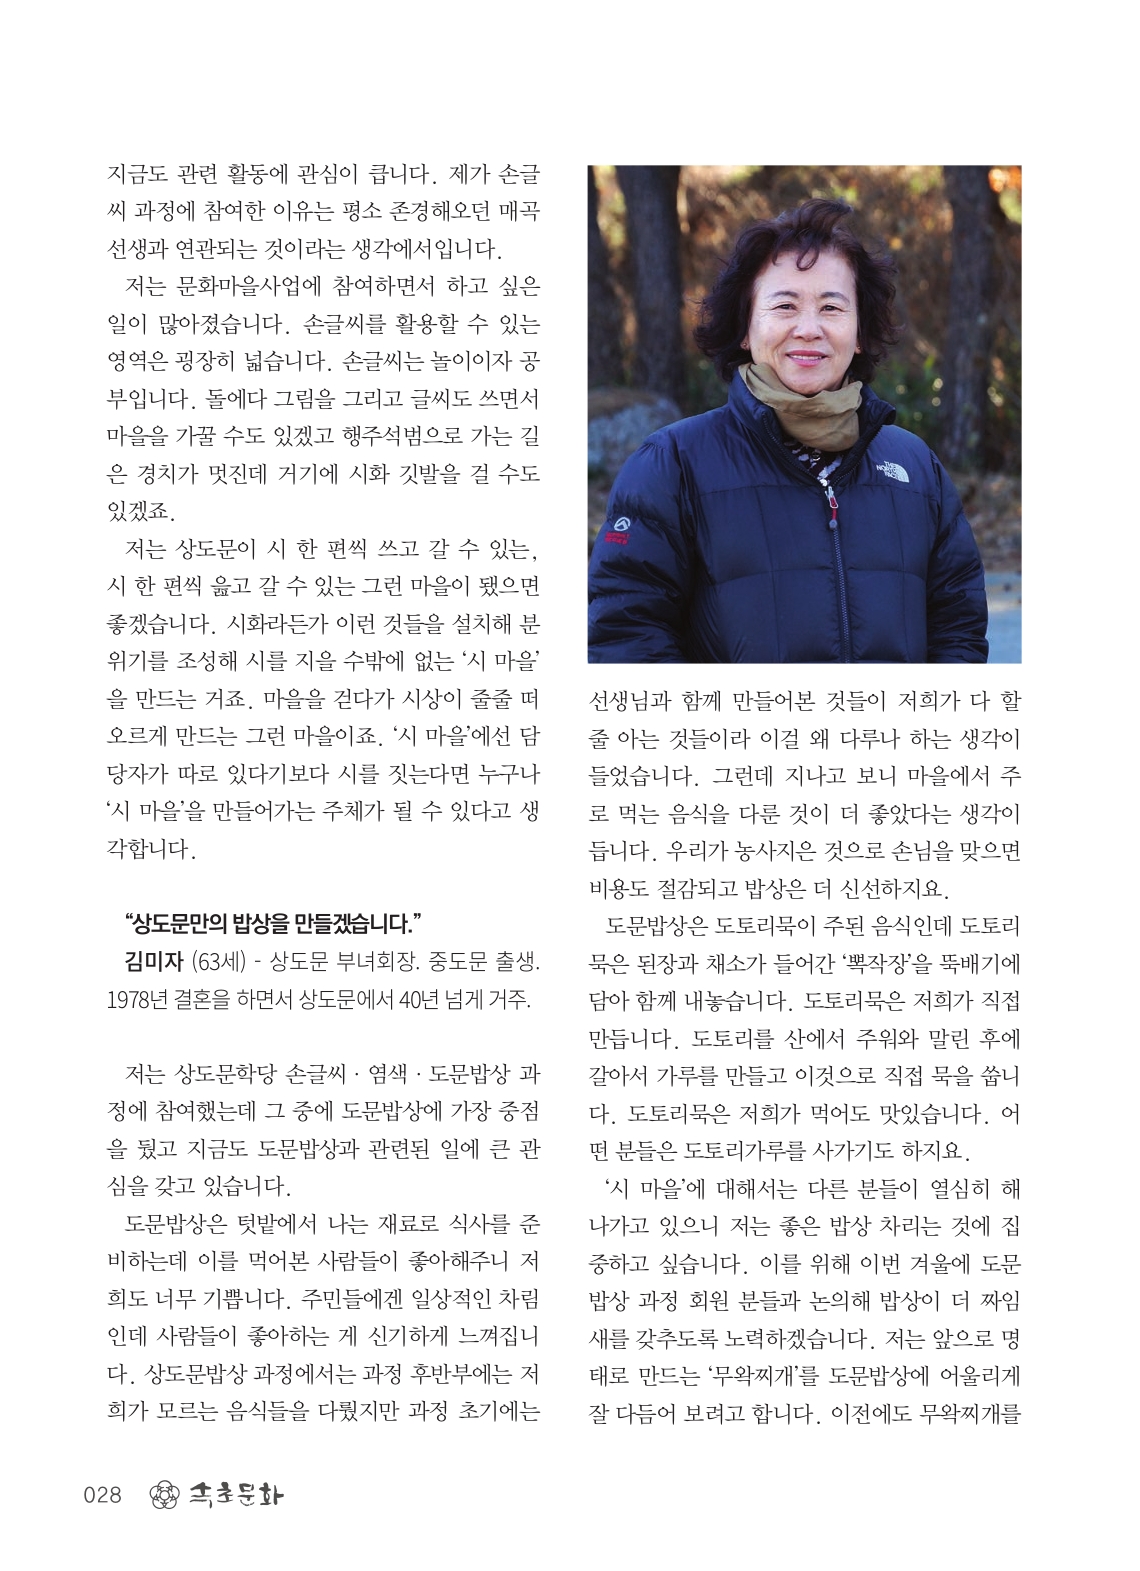 지금도 관련 활동에 관심이 큽니다. 제가 손글
씨 과정에 참여한 이유는 평소 존경해오던 매곡
선생과 연관되는 것이라는 생각에서입니다.
저는 문화마을사업에 참여하면서 하고 싶은
일이 많아졌습니다. 손글씨를 활용할 수 있는
영역은 굉장히 넓습니다. 손글씨는 놀이이자 공
부입니다. 돌에다 그림을 그리고 글씨도 쓰면서
마을을 가꿀 수도 있겠고 행주석범으로 가는 길
은 경치가 멋진데 거기에 시화 깃발을 걸 수도
있겠죠.
저는 상도문이 시 한 편씩 쓰고 갈 수 있는,
시 한 편씩 읊고 갈 수 있는 그런 마을이 됐으면
좋겠습니다. 시화라든가 이런 것들을 설치해 분
위기를 조성해 시를 지을 수밖에 없는 ‘시 마을’
을 만드는 거죠. 마을을 걷다가 시상이 줄줄 떠
오르게 만드는 그런 마을이죠. ‘시 마을’에선 담
당자가 따로 있다기보다 시를 짓는다면 누구나
‘시 마을’을 만들어가는 주체가 될 수 있다고 생
각합니다.
“상도문만의 밥상을 만들겠습니다.”
김미자 (63세) - 상도문 부녀회장. 중도문 출생.
1978년 결혼을 하면서 상도문에서 40년 넘게 거주.
저는 상도문학당 손글씨 · 염색 · 도문밥상 과
정에 참여했는데 그 중에 도문밥상에 가장 중점
을 뒀고 지금도 도문밥상과 관련된 일에 큰 관
심을 갖고 있습니다.
도문밥상은 텃밭에서 나는 재료로 식사를 준
비하는데 이를 먹어본 사람들이 좋아해주니 저
희도 너무 기쁩니다. 주민들에겐 일상적인 차림
인데 사람들이 좋아하는 게 신기하게 느껴집니
다. 상도문밥상 과정에서는 과정 후반부에는 저
희가 모르는 음식들을 다뤘지만 과정 초기에는
THE
NORTH
FACE
선생님과 함께 만들어본 것들이 저희가 다 할
줄 아는 것들이라 이걸 왜 다루나 하는 생각이
들었습니다. 그런데 지나고 보니 마을에서 주
로 먹는 음식을 다룬 것이 더 좋았다는 생각이
듭니다. 우리가 농사지은 것으로 손님을 맞으면
비용도 절감되고 밥상은 더 신선하지요.
도문밥상은 도토리묵이 주된 음식인데 도토리
묵은 된장과 채소가 들어간 ‘뽁작장’을 뚝배기에
담아 함께 내놓습니다. 도토리묵은 저희가 직접
만듭니다. 도토리를 산에서 주워와 말린 후에
갈아서 가루를 만들고 이것으로 직접 묵을 쑵니
다. 도토리묵은 저희가 먹어도 맛있습니다. 어
떤 분들은 도토리가루를 사가기도 하지요.
‘시 마을’에 대해서는 다른 분들이 열심히 해
나가고 있으니 저는 좋은 밥상 차리는 것에 집
중하고 싶습니다. 이를 위해 이번 겨울에 도문
밥상 과정 회원 분들과 논의해 밥상이 더 짜임
새를 갖추도록 노력하겠습니다. 저는 앞으로 명
태로 만드는 ‘무왁찌개’를 도문밥상에 어울리게
잘 다듬어 보려고 합니다. 이전에도 무왁찌개를
028 속초문화